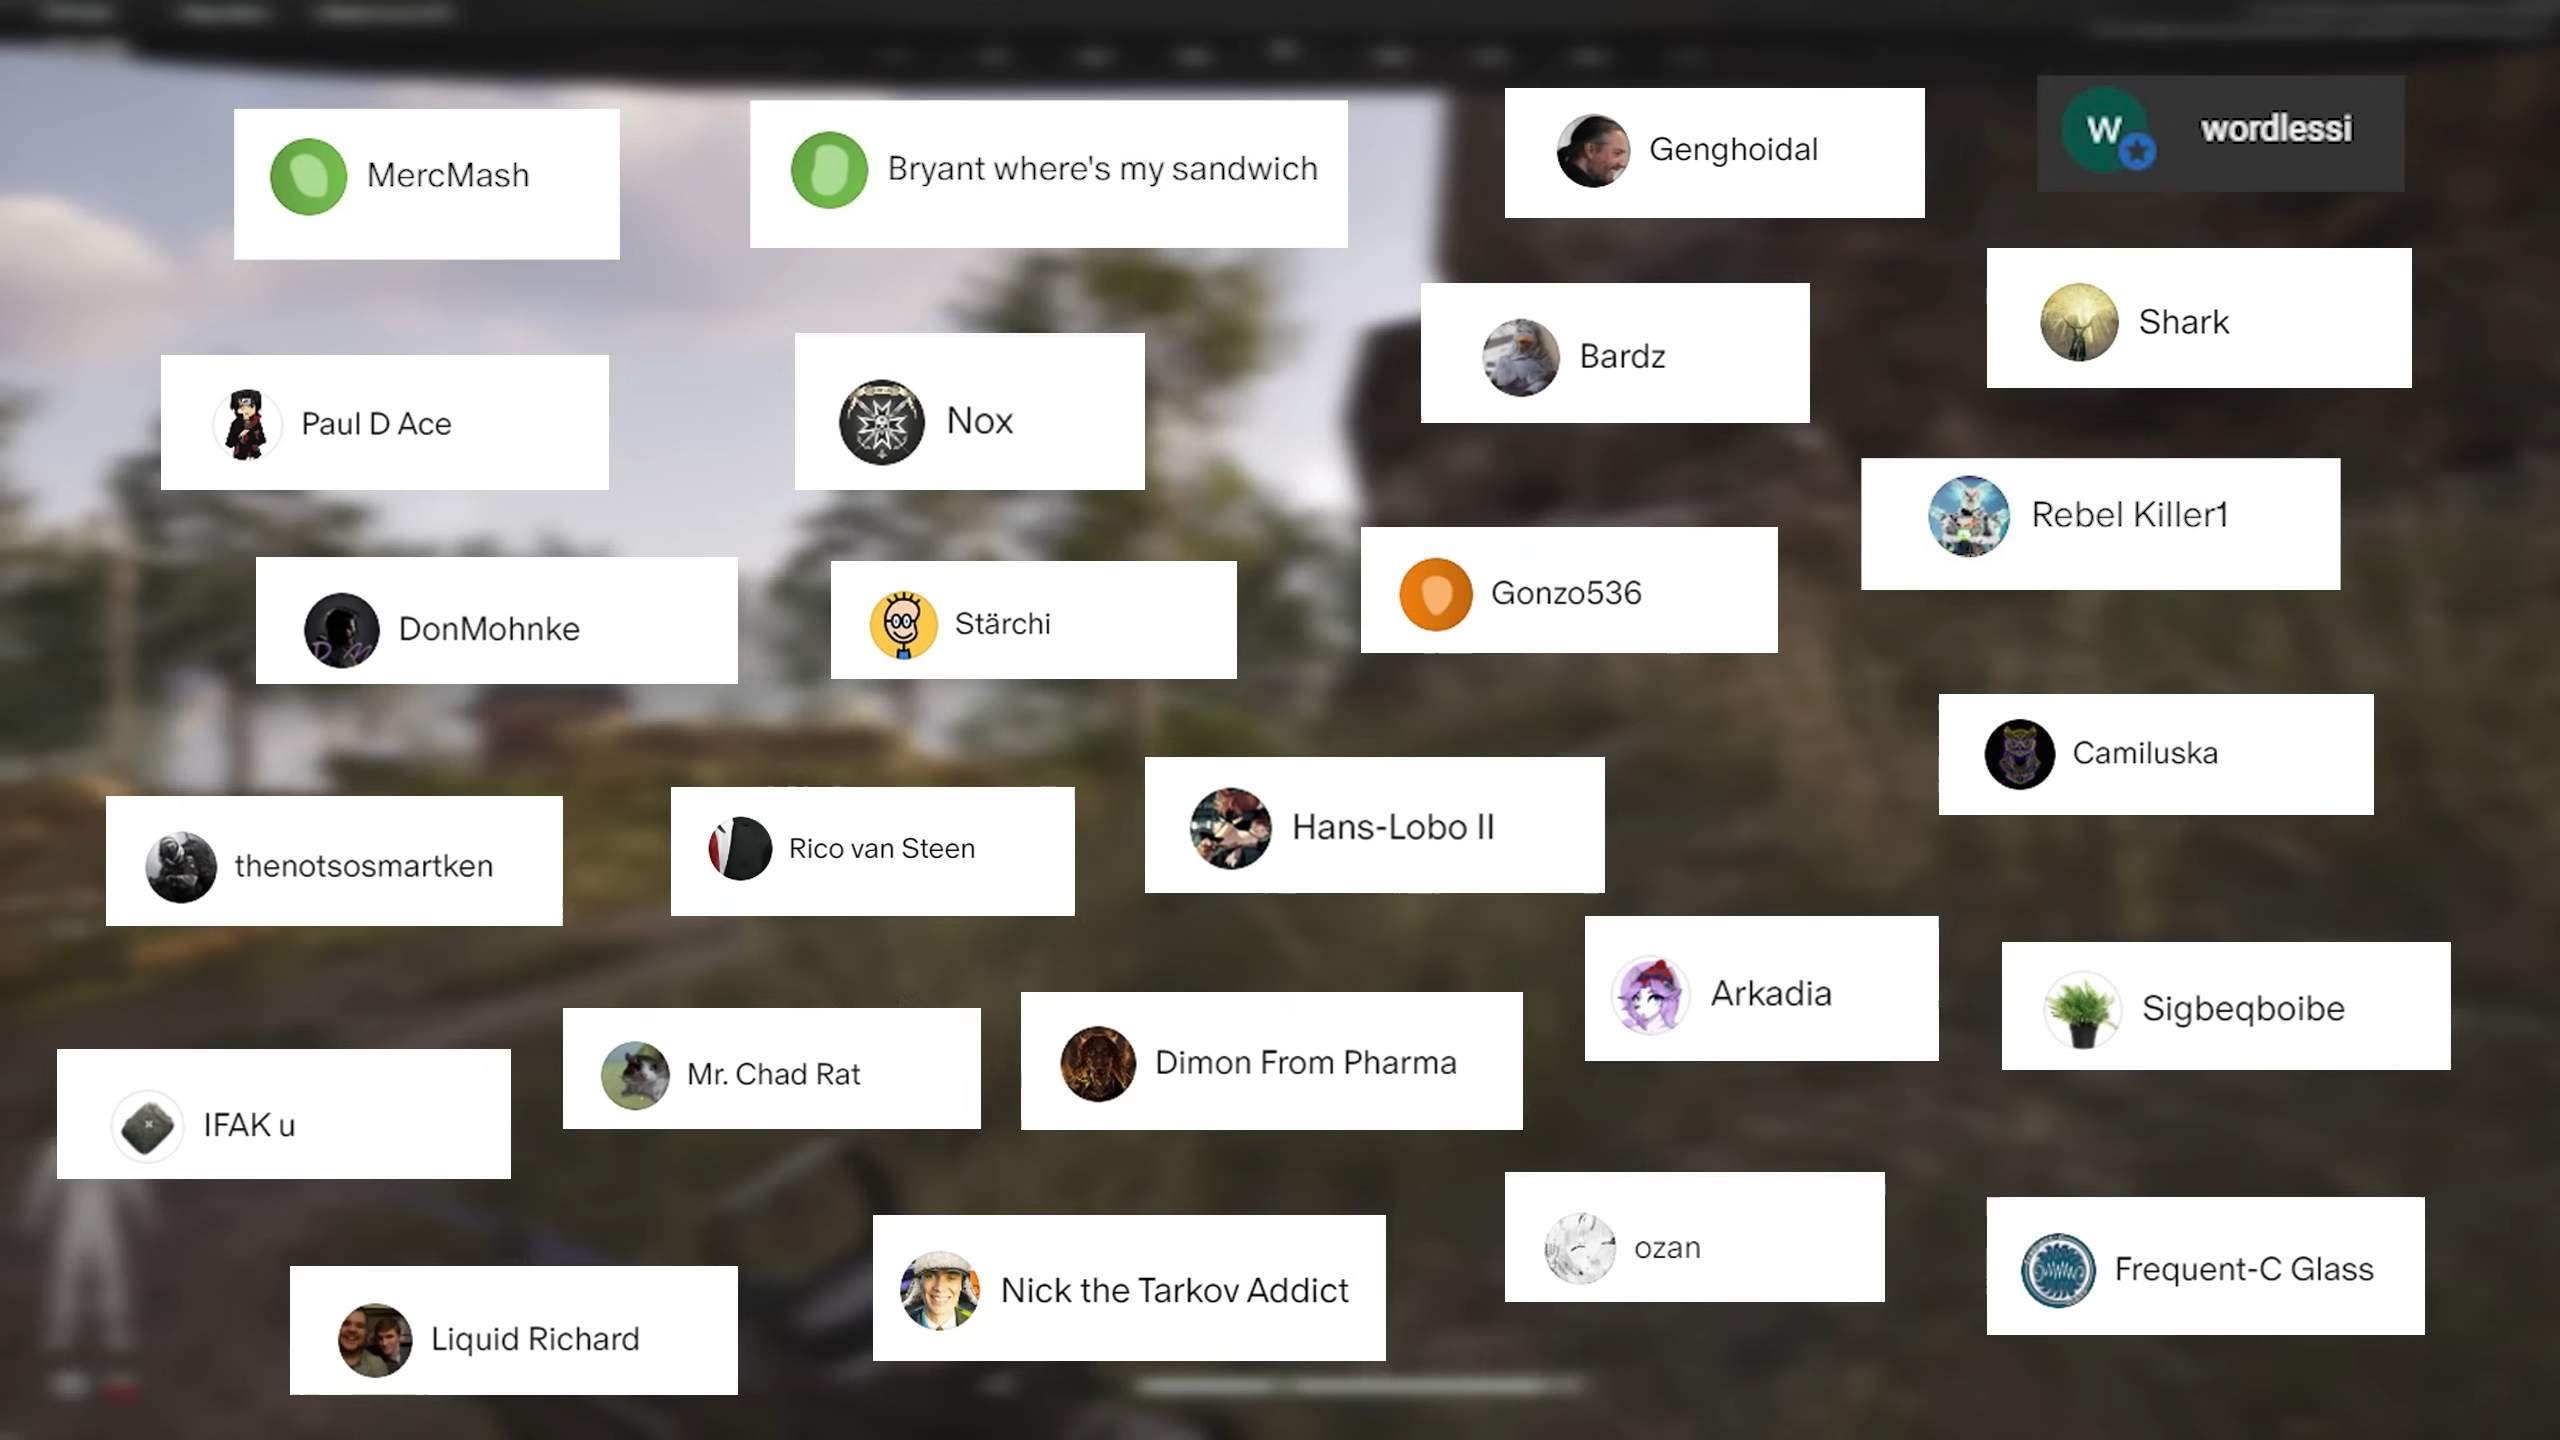 MercMash
Bryant where's my sandwich
Genghoidal
W
wordlessi
Shark
Bardz
Paul D Ace
Nox
Rebel Killer1
Gonzo536
DonMohnke
Stärchi
Camiluska
Hans-Lobo II
thenotsosmartken
Rico van Steen
Arkadia
Sigbeqboibe
Mr. Chad Rat
Dimon From Pharma
IFAK u
ozan
Frequent-C Glass
Nick the Tarkov Addict
Liquid Richard